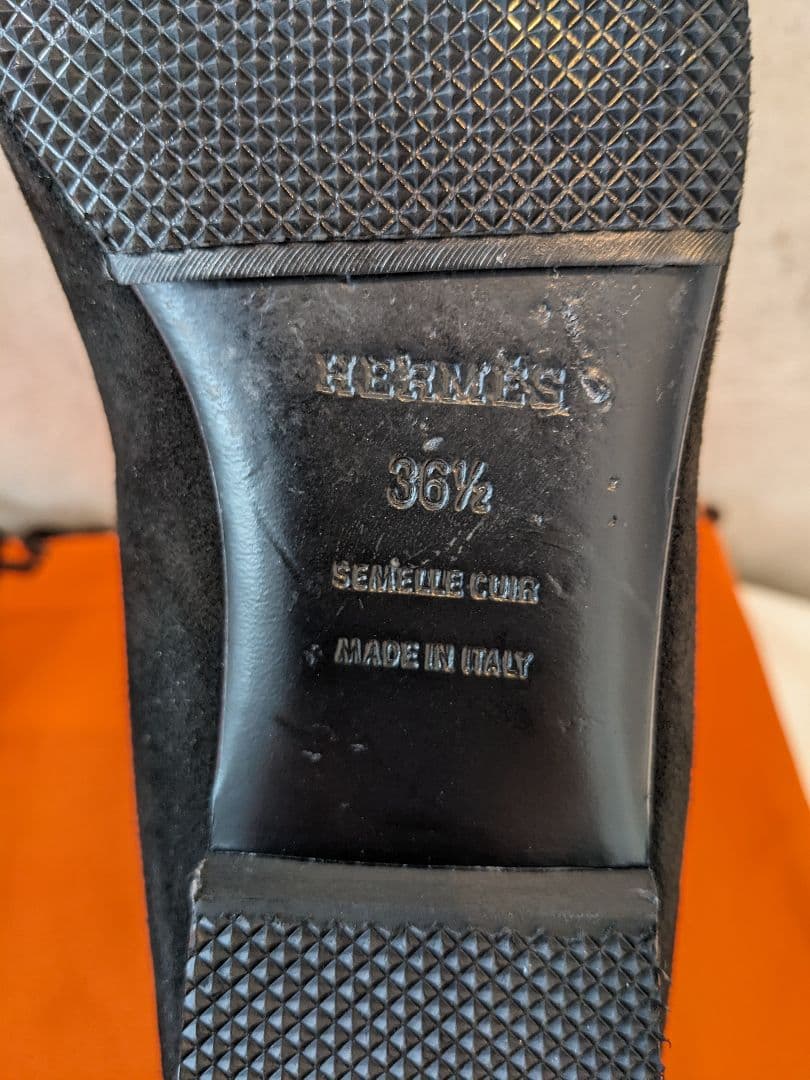 HERMÈS
36½
SEMELLE CUIR
MADE IN ITALY